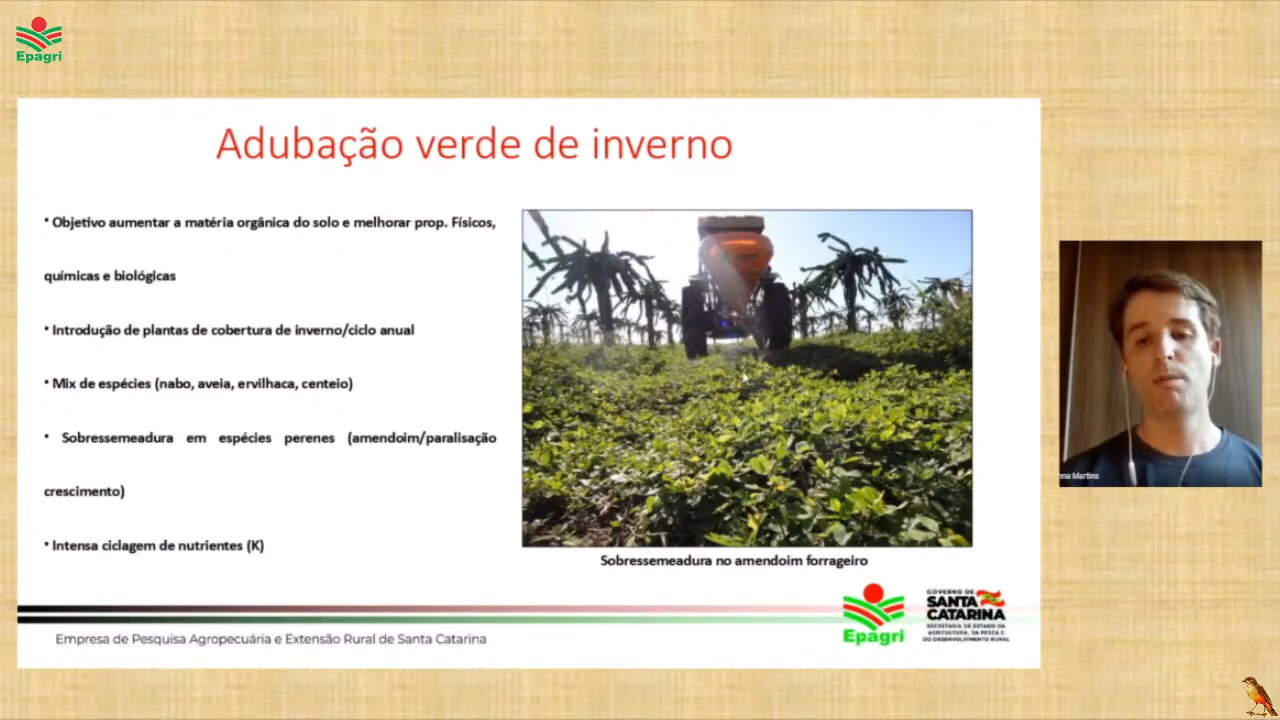 Epagri
Adubação verde de inverno
• Objetivo aumentar a matéria orgânica do solo e melhorar prop. Físicos,
químicas e biológicas
• Introdução de plantas de cobertura de inverno/ciclo anual
• Mix de espécies (nabo, aveia, ervilhaca, centeio)
• Sobressemeadura em espécies perenes (amendoim/paralisação
crescimento)
• Intensa ciclagem de nutrientes (K)
Sobressemeadura no amendoim forrageiro
nna Martins
Empresa de Pesquisa Agropecuária e Extensão Rural de Santa Catarina
Epagri
GOVERNO DE
SANTA
CATARINA
SECRETARIA DE ESTADO DA
AGRICULTURA, DA PESCA E
DO DESENVOLVIMENTO RURAL